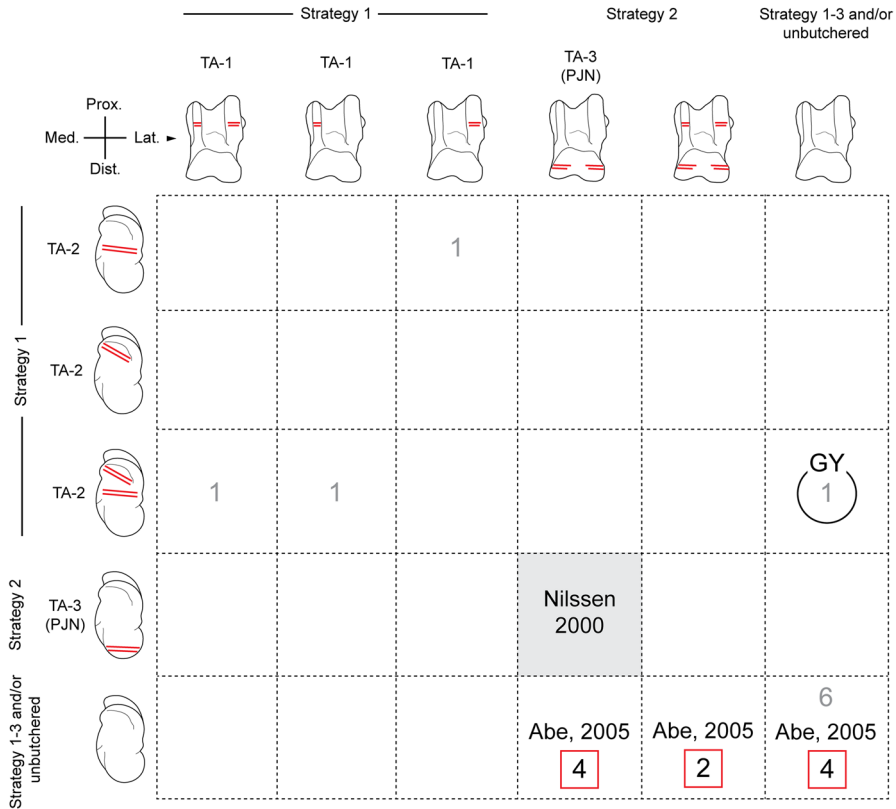 Strategy 1
Strategy 2
Strategy 1-3 and/or
unbutchered
TA-1
TA-1
TA-1
TA-3
(PJN)
Prox.
Med.
Lat.
Dist.
Strategy 1
TA-2
1
TA-2
TA-2
1
1
GY
1
Strategy 2
TA-3
(PJN)
Nilssen
2000
Strategy 1-3 and/or
unbutchered
6
Abe, 2005
Abe, 2005
Abe, 2005
4
2
4